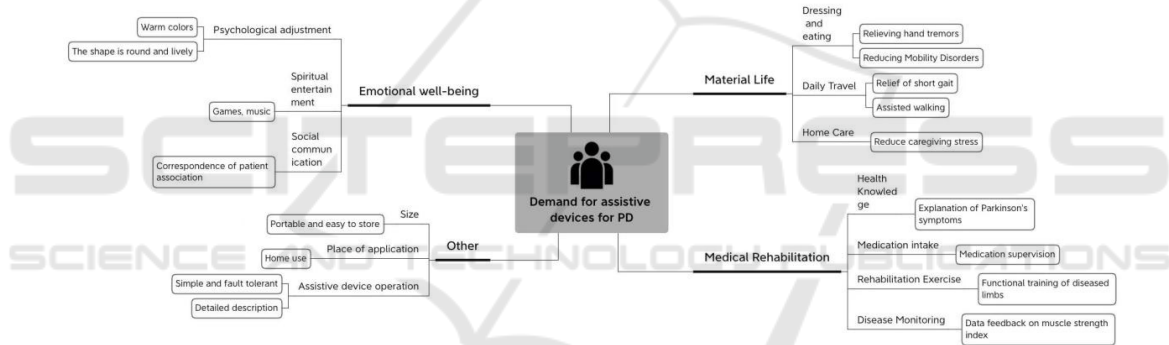 Warm colors
Psychological adjustment
The shape is round and lively
Spiritual
entertain
ment
Games, music
Social
commun
ication
Correspondence of patient
association
Emotional well-being
Dressing
and
eating
Relieving hand tremors
Reducing Mobility Disorders
Material Life
Daily Travel
Relief of short gait
Assisted walking
Home Care
Reduce caregiving stress
Demand for assistive
devices for PD
Size
Portable and easy to store
Place of application
Home use
Other
Assistive device operation
Simple and fault tolerant
Detailed description
Health
Knowled
ge
Explanation of Parkinson's
symptoms
Medication intake
Medication supervision
Medical Rehabilitation
Rehabilitation Exercise
Functional training of diseased
limbs
Disease Monitoring
Data feedback on muscle strength
index
SCITEPRESS
SCIENCE AND TECHNOLOGY PUBLICATIONS